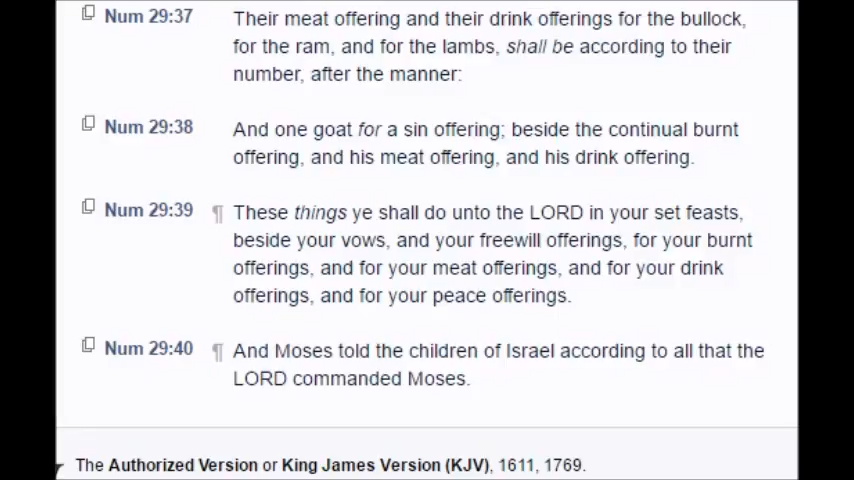 Num 29:37 Their meat offering and their drink offerings for the bullock,
for the ram, and for the lambs, shall be according to their
number, after the manner:
Num 29:38 And one goat for a sin offering; beside the continual burnt
offering, and his meat offering, and his drink offering.
Num 29:39 ¶ These things ye shall do unto the LORD in your set feasts,
beside your vows, and your freewill offerings, for your burnt
offerings, and for your meat offerings, and for your drink
offerings, and for your peace offerings.
Num 29:40 ¶ And Moses told the children of Israel according to all that the
LORD commanded Moses.
The Authorized Version or King James Version (KJV), 1611, 1769.